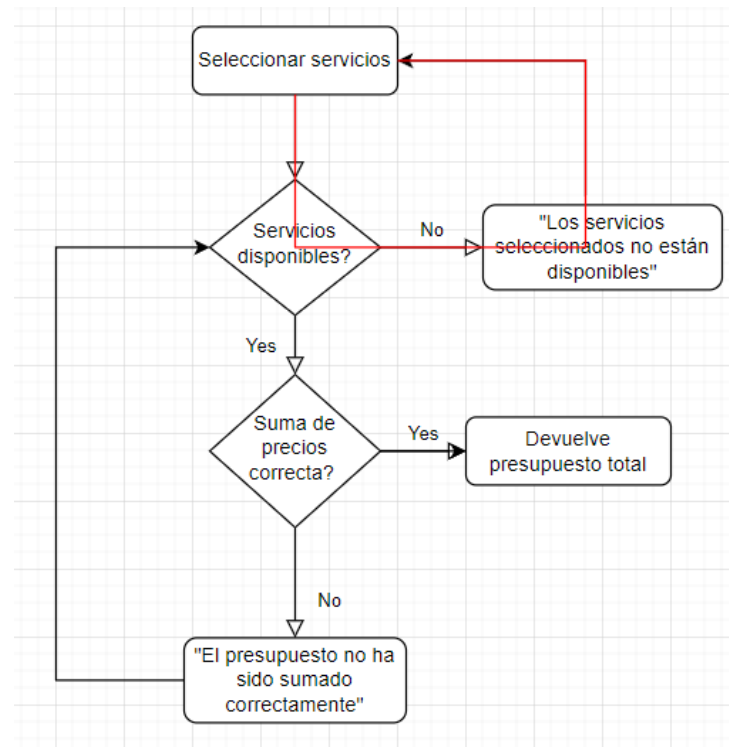 Seleccionar servicios
Servicios
disponibles?
No
"Los servicios
seleccionados no están
disponibles"
Yes
Suma de
precios
correcta?
Yes
Devuelve
presupuesto total
No
"El presupuesto no ha
sido sumado
correctamente"